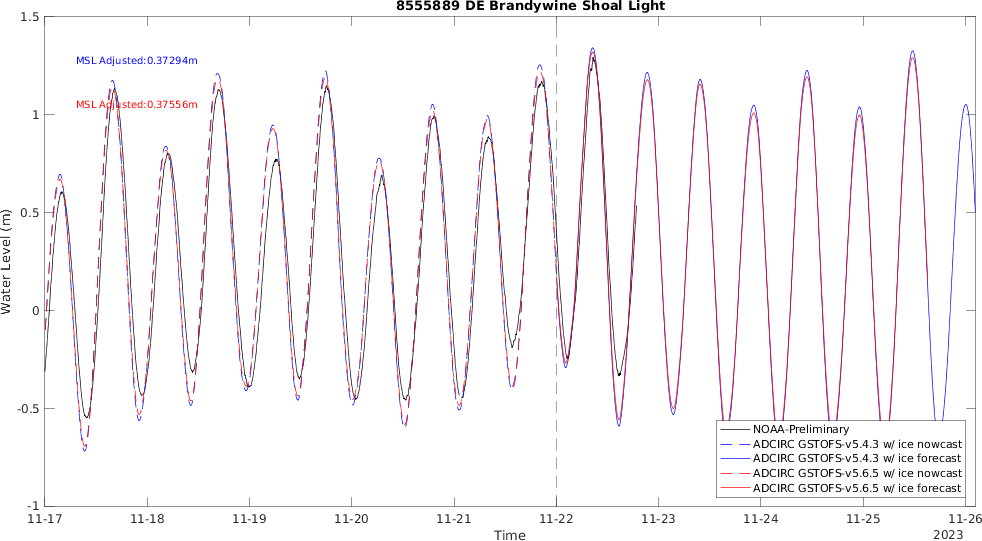 8555889 DE Brandywine Shoal Light
MSL Adjusted:0.37294m
MSL Adjusted:0.37556m
Water Level (m)
1.5
1
0.5
0
-0.5
-1
NOAA-Preliminary
ADCIRC GSTOFS-v5.4.3 w/ ice nowcast
ADCIRC GSTOFS-v5.4.3 w/ ice forecast
ADCIRC GSTOFS-v5.6.5 w/ ice nowcast
ADCIRC GSTOFS-v5.6.5 w/ ice forecast
11-17 11-18 11-19 11-20 11-21 11-22 11-23 11-24 11-25 11-26
Time
2023